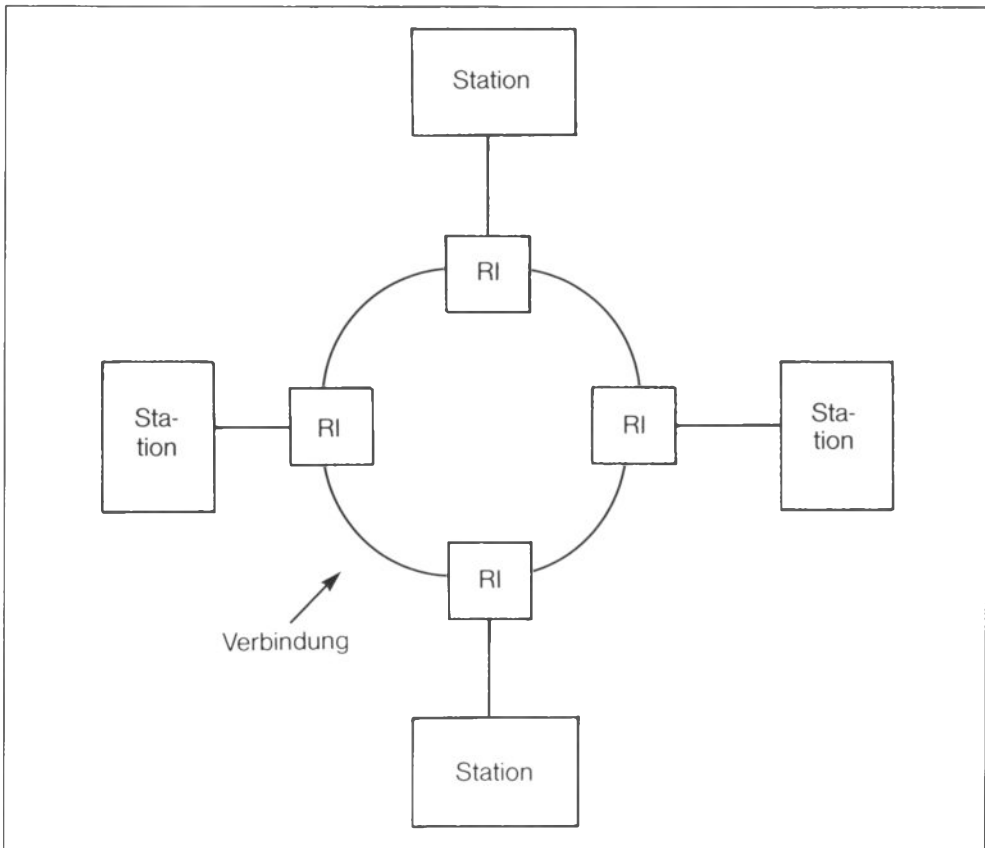 Station
RI
Sta-
tion
RI
RI
Sta-
tion
RI
Verbindung
Station